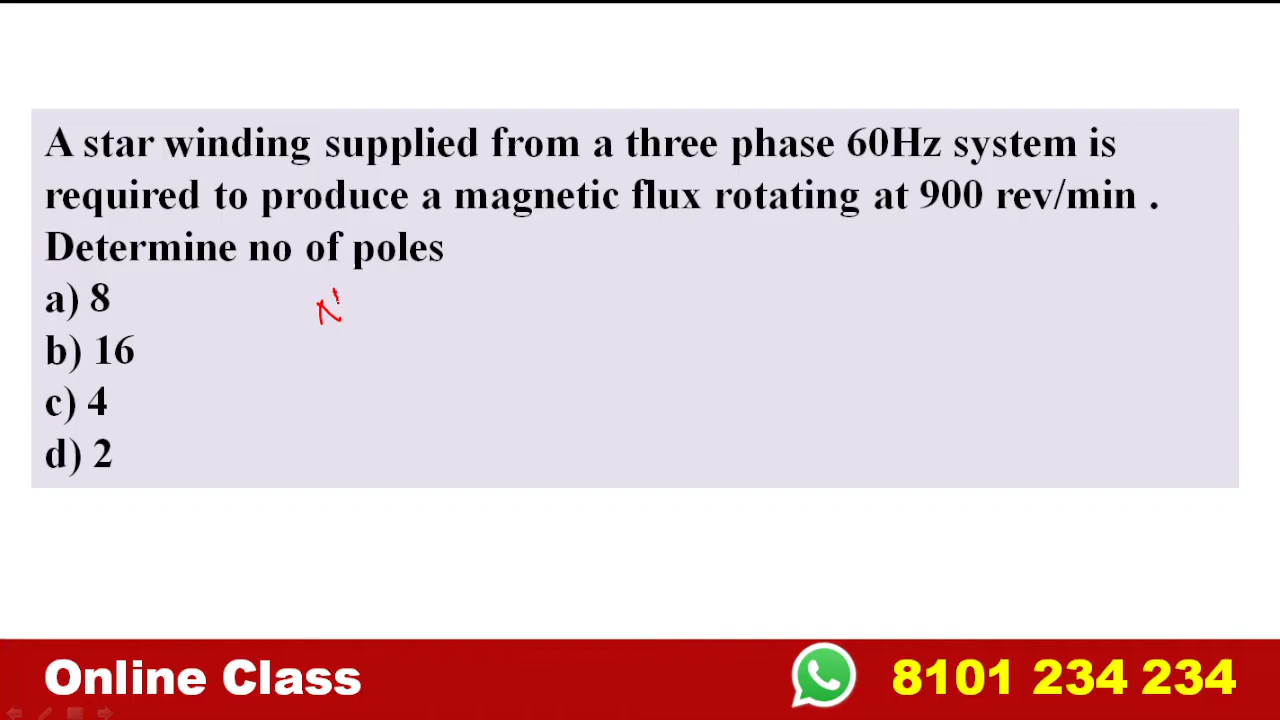 A star winding supplied from a three phase 60Hz system is
required to produce a magnetic flux rotating at 900 rev/min .
Determine no of poles
a) 8
N
b) 16
c) 4
d) 2
Online Class
8101 234 234